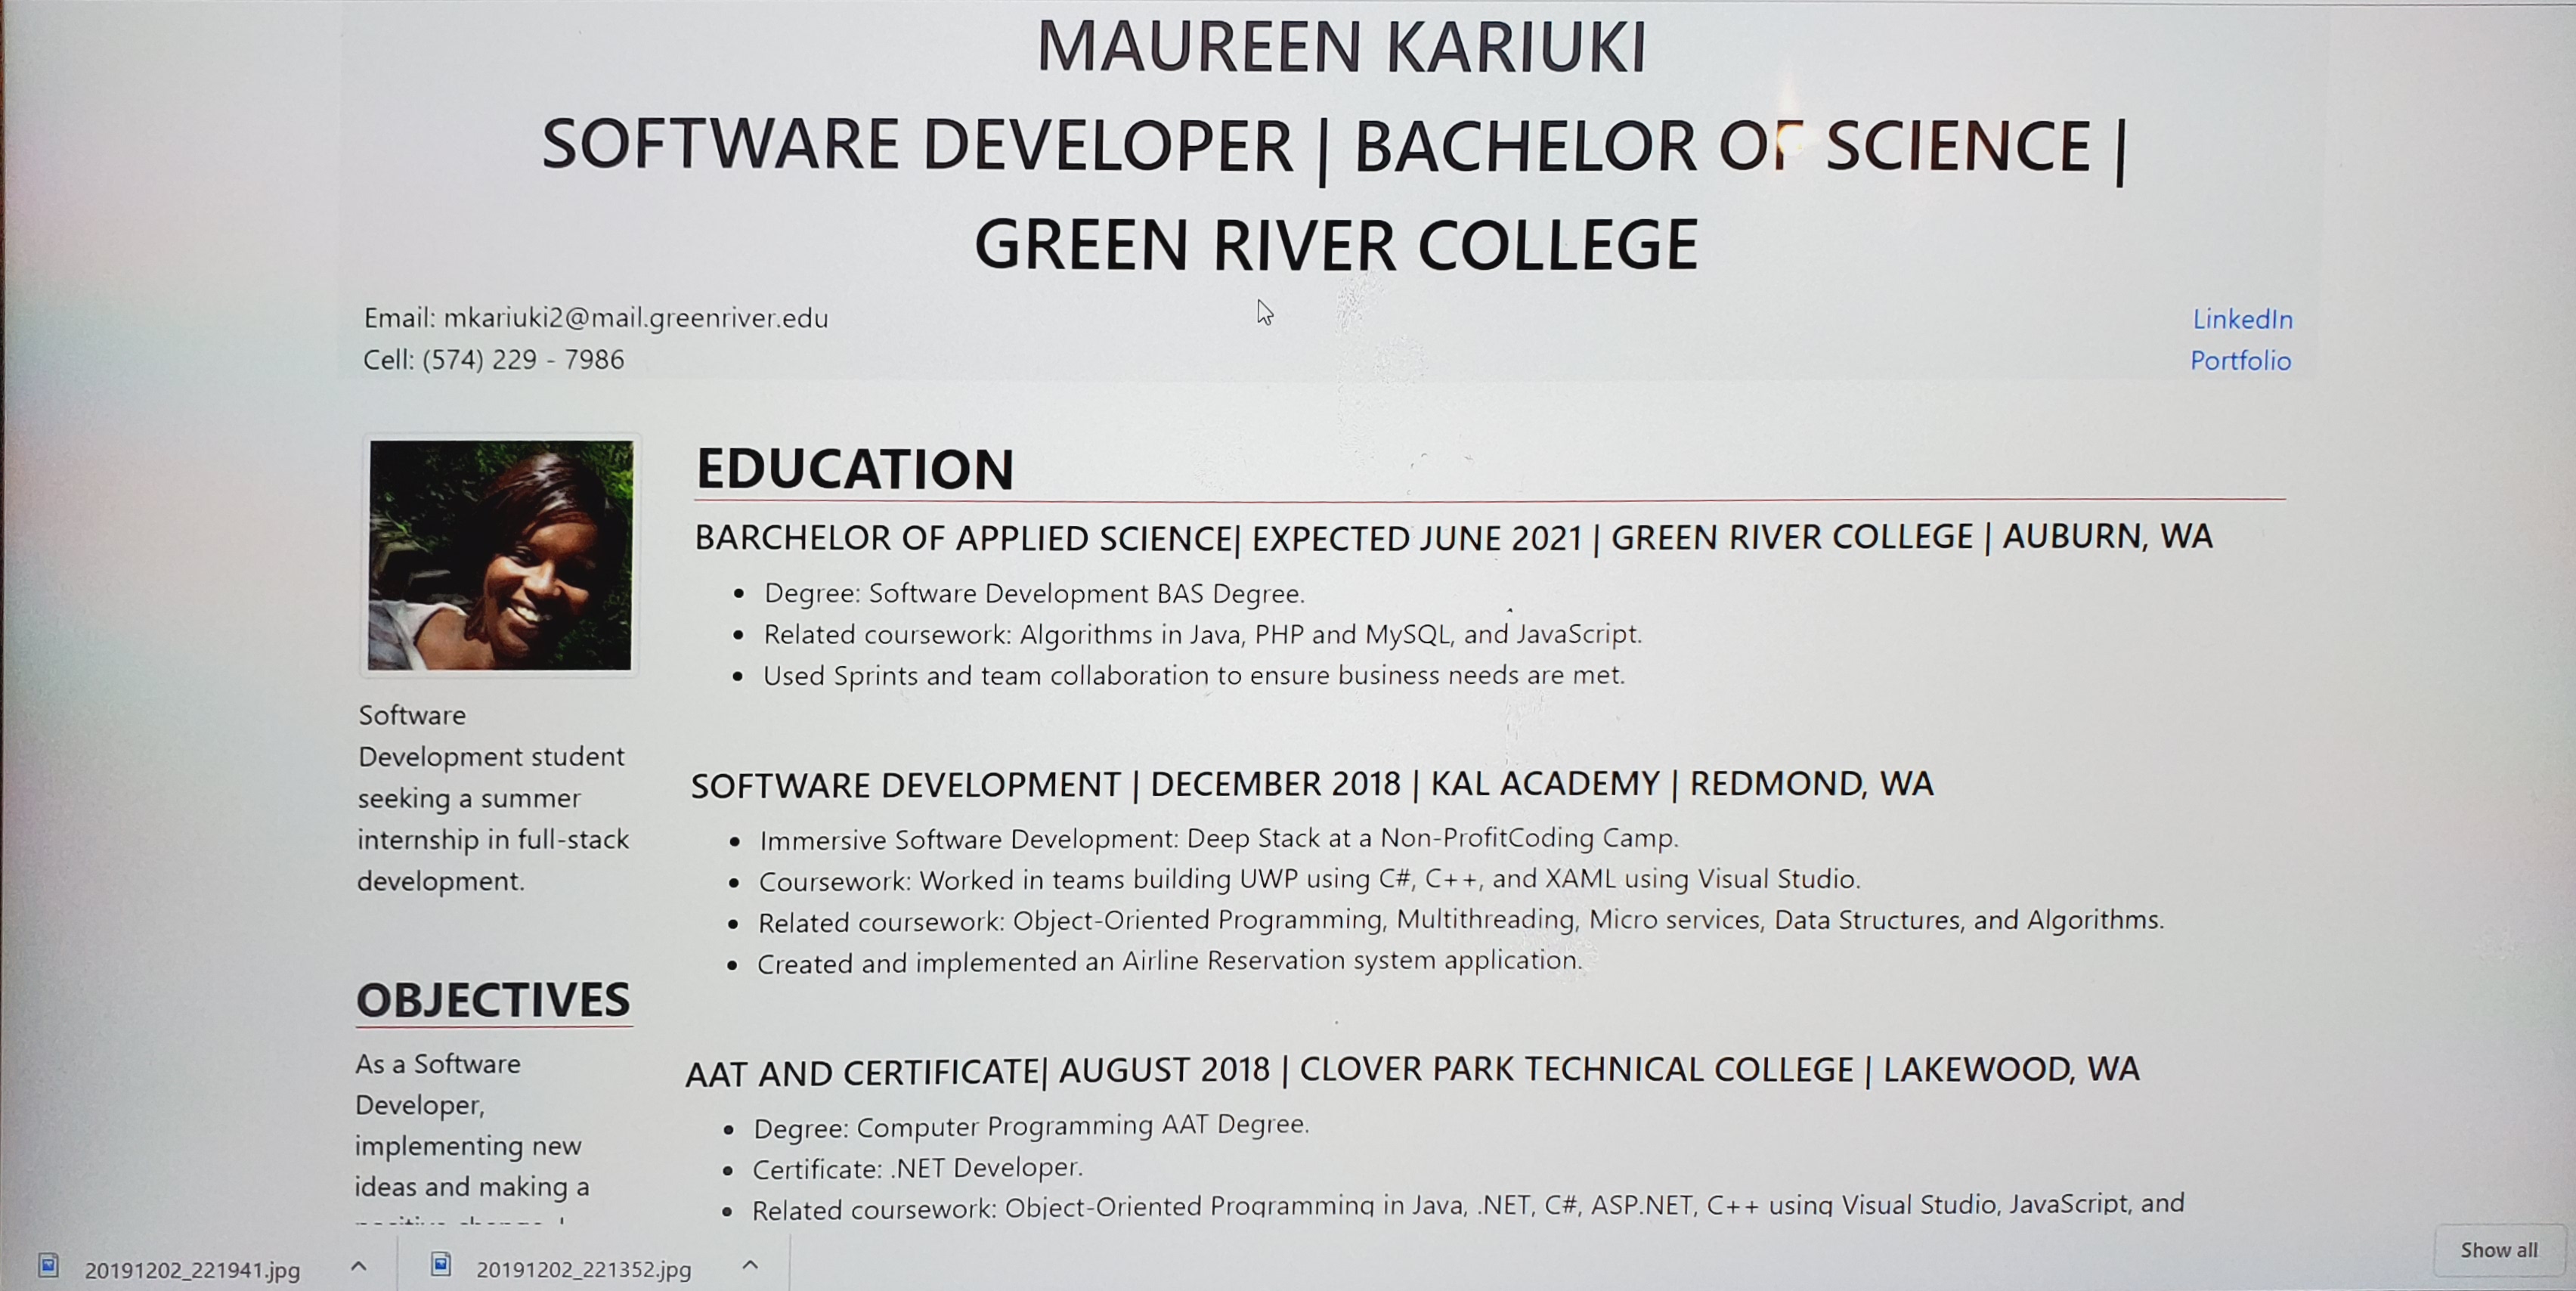 MAUREEN KARIUKI
SOFTWARE DEVELOPER | BACHELOR OF SCIENCE |
GREEN RIVER COLLEGE
Email: mkariuki2@mail.greenriver.edu
Cell: (574) 229 - 7986
LinkedIn
Portfolio
Software
Development student
seeking a summer
internship in full-stack
development.
OBJECTIVES
As a Software
Developer,
implementing new
ideas and making a
EDUCATION
BARCHELOR OF APPLIED SCIENCE| EXPECTED JUNE 2021 | GREEN RIVER COLLEGE | AUBURN, WA
• Degree: Software Development BAS Degree.
• Related coursework: Algorithms in Java, PHP and MySQL, and JavaScript.
• Used Sprints and team collaboration to ensure business needs are met.
SOFTWARE DEVELOPMENT | DECEMBER 2018 | KAL ACADEMY | REDMOND, WA
• Immersive Software Development: Deep Stack at a Non-ProfitCoding Camp.
• Coursework: Worked in teams building UWP using C#, C++, and XAML using Visual Studio.
• Related coursework: Object-Oriented Programming, Multithreading, Micro services, Data Structures, and Algorithms.
• Created and implemented an Airline Reservation system application.
AAT AND CERTIFICATE| AUGUST 2018 | CLOVER PARK TECHNICAL COLLEGE | LAKEWOOD, WA
• Degree: Computer Programming AAT Degree.
• Certificate: .NET Developer.
• Related coursework: Object-Oriented Programming in Java, .NET, C#, ASP.NET, C++ using Visual Studio, JavaScript, and
20191202_221941.jpg
20191202_221352.jpg
Show all